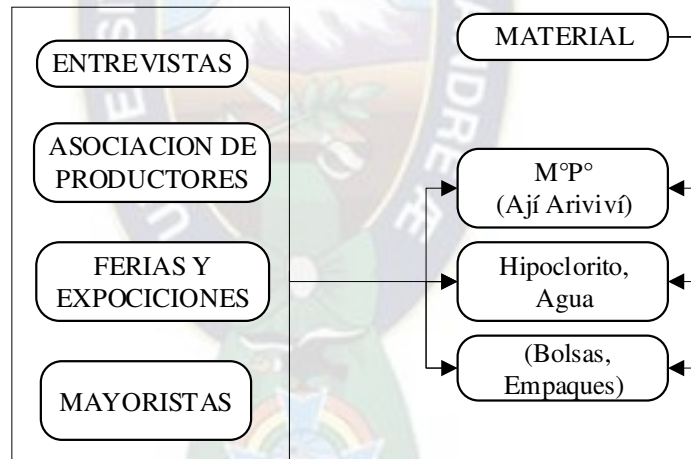 ENTREVISTAS
ASOCIACION DE
PRODUCTORES
FERIAS Y
EXPOCICIONES
MAYORISTAS
MATERIAL
M°P°
(Ají Ariviví)
Hipoclorito,
Agua
(Bolsas,
Empaques)